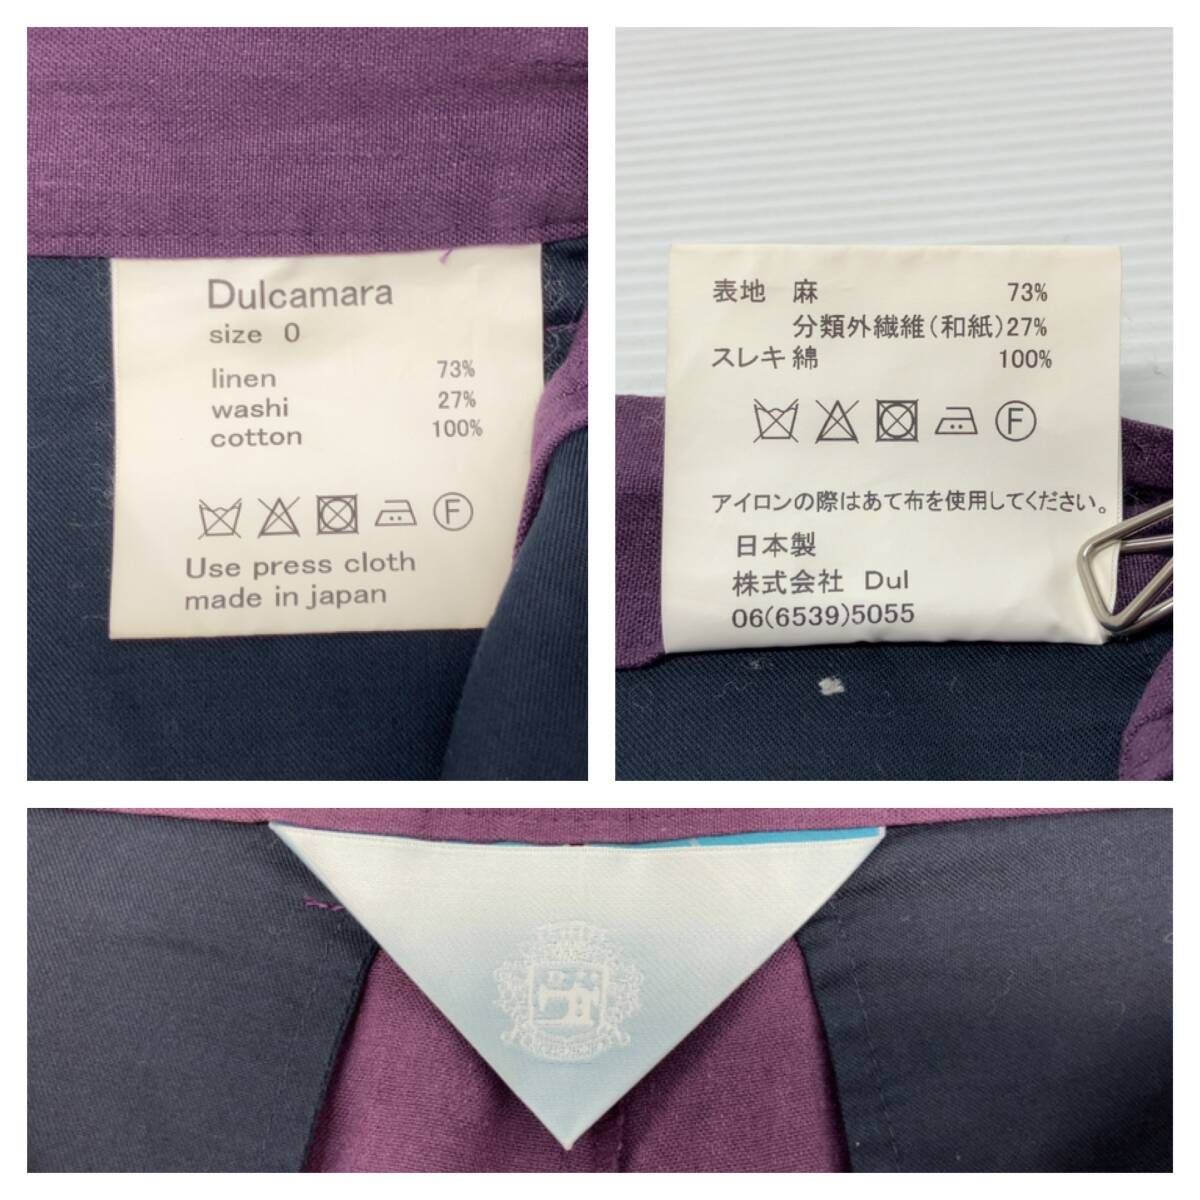 Dulcamara
size 0
linen 73%
washi 27%
cotton 100%
F
Use press cloth
made in japan
表地 麻 73%
分類外繊維(和紙)27%
スレキ 綿 100%
F
アイロンの際はあて布を使用してください。
日本製
株式会社 Dul
06(6539)5055